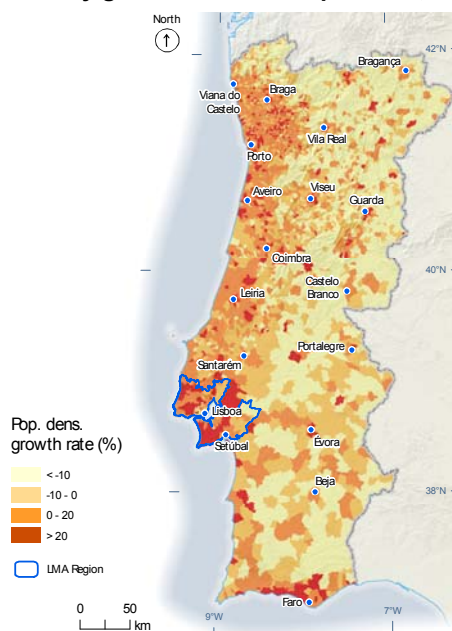 North
42°N
Bragança
Viana do
Castelo
Braga
Vila Real
Porto
Aveiro
Viseu
Guarda
Coimbra
40°N
Castelo
Branco
Leiria
Portalegre
Santarém
Lisboa
Setúbal
Évora
Pop. dens.
growth rate (%)
< -10
-10 - 0
0 - 20
> 20
LMA Region
Beja
38°N
Faro
0 50
km
9°W
7°W